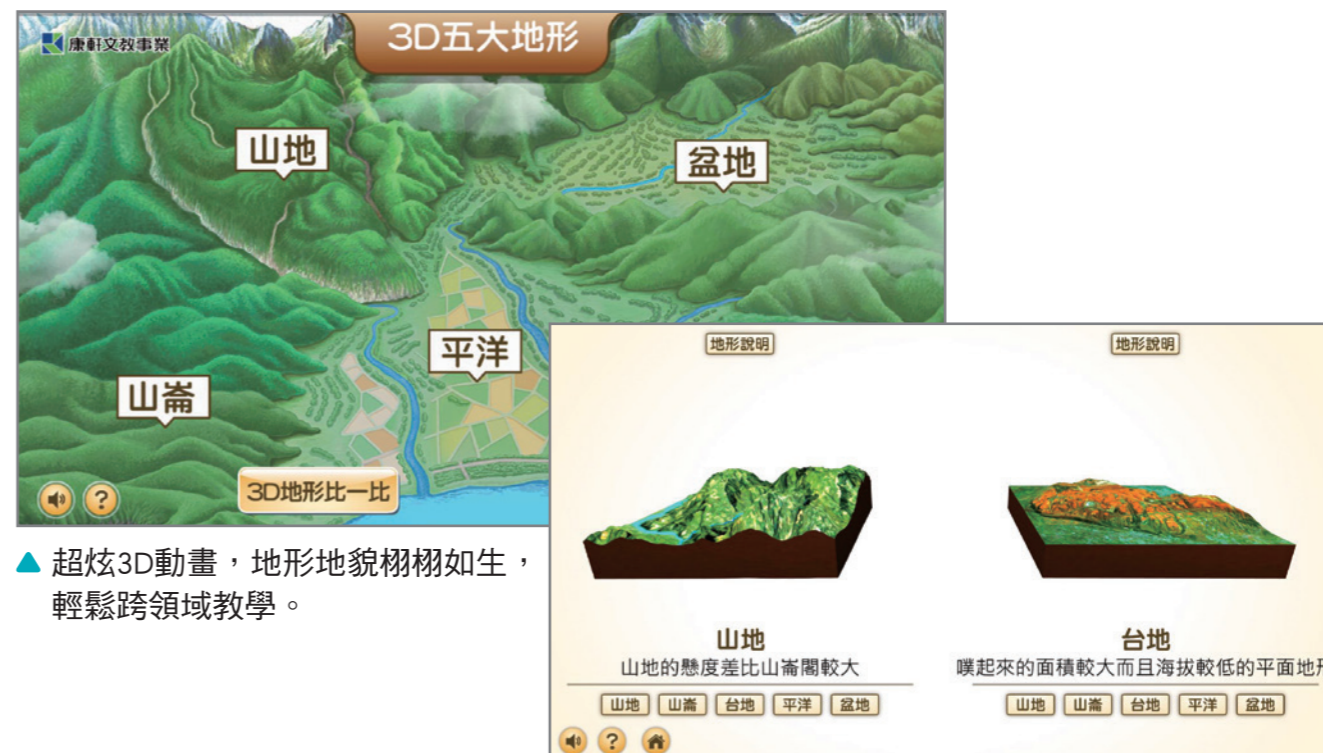 康軒文教事業
3D五大地形
山地
盆地
平洋
山崙
3D地形比一比
?
▲ 超炫3D動畫，地形地貌栩栩如生，
輕鬆跨領域教學。
地形說明
山地
山地的懸度差比山崙閣較大
山地 山崙 台地 平洋 盆地
?
地形說明
台地
噗起來的面積較大而且海拔較低的平面地形
山地 山崙 台地 平洋 盆地